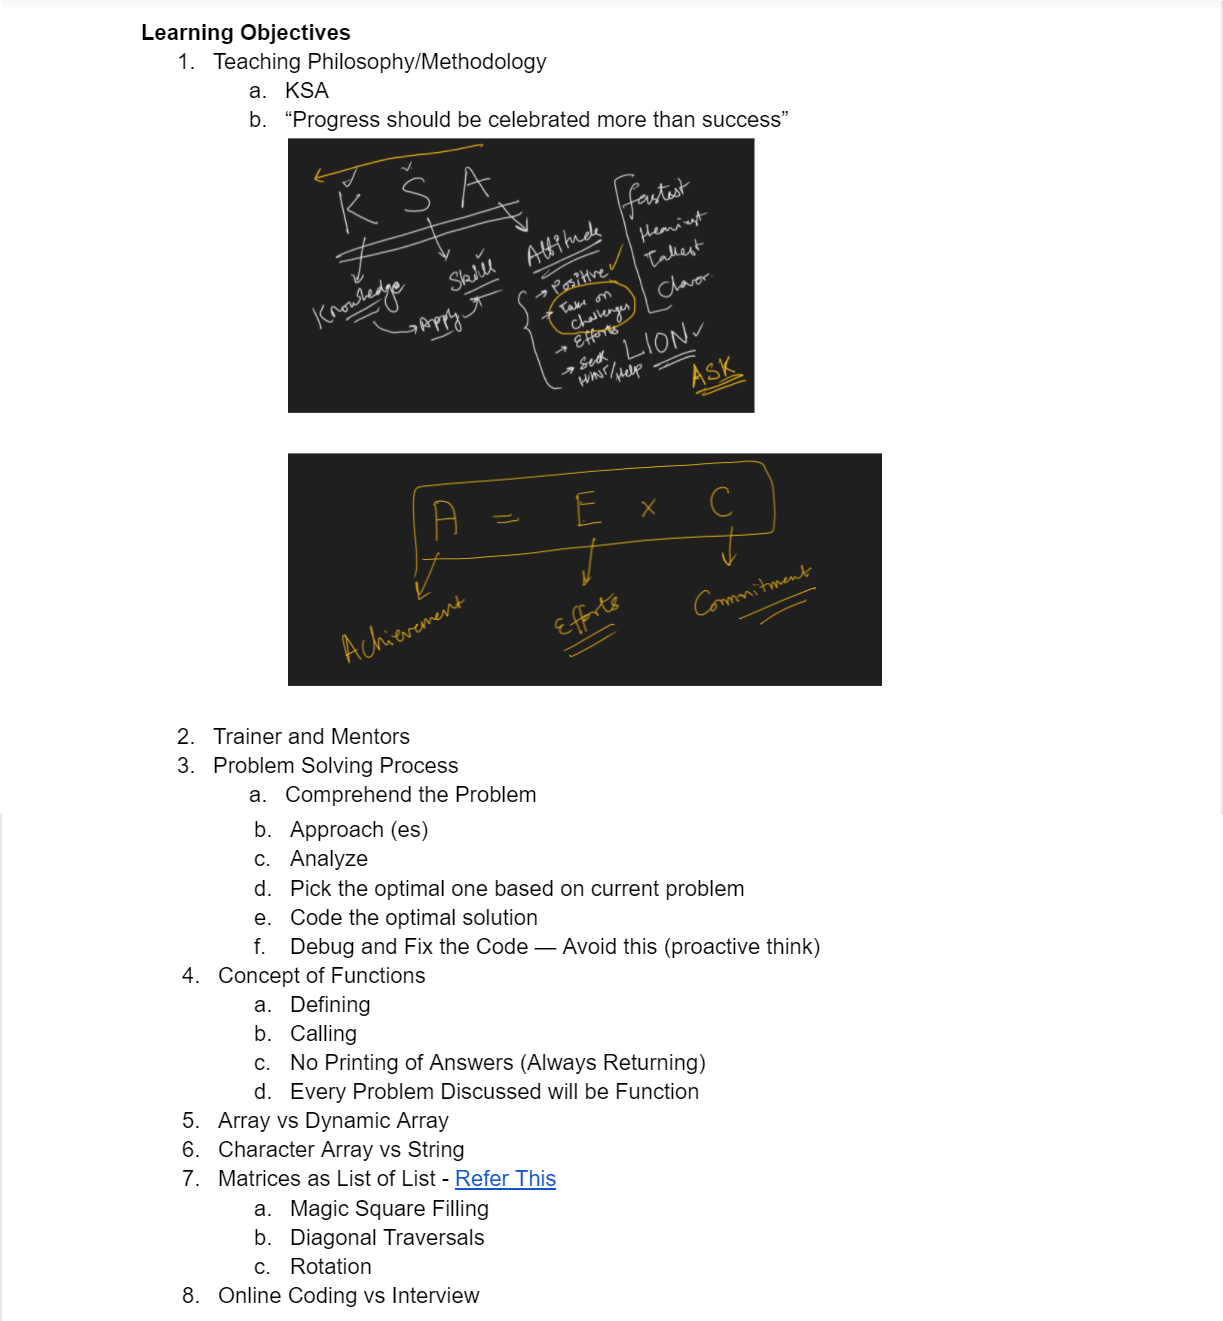 Learning Objectives
1. Teaching Philosophy/Methodology
a. KSA
b. “Progress should be celebrated more than success”
K S A
Knowledge
Apply
Skill
Attitude
→ Positive
→ Take on
Challenges
→ Efforts
→ Seek
HINT/Help
Fastest
Heaviest
Tallest
Clavor
LION
ASK
A = E x C
Achievement
Efforts
Commitment
2. Trainer and Mentors
3. Problem Solving Process
a. Comprehend the Problem
b. Approach (es)
c. Analyze
d. Pick the optimal one based on current problem
e. Code the optimal solution
f. Debug and Fix the Code — Avoid this (proactive think)
4. Concept of Functions
a. Defining
b. Calling
c. No Printing of Answers (Always Returning)
d. Every Problem Discussed will be Function
5. Array vs Dynamic Array
6. Character Array vs String
7. Matrices as List of List - Refer This
a. Magic Square Filling
b. Diagonal Traversals
c. Rotation
8. Online Coding vs Interview